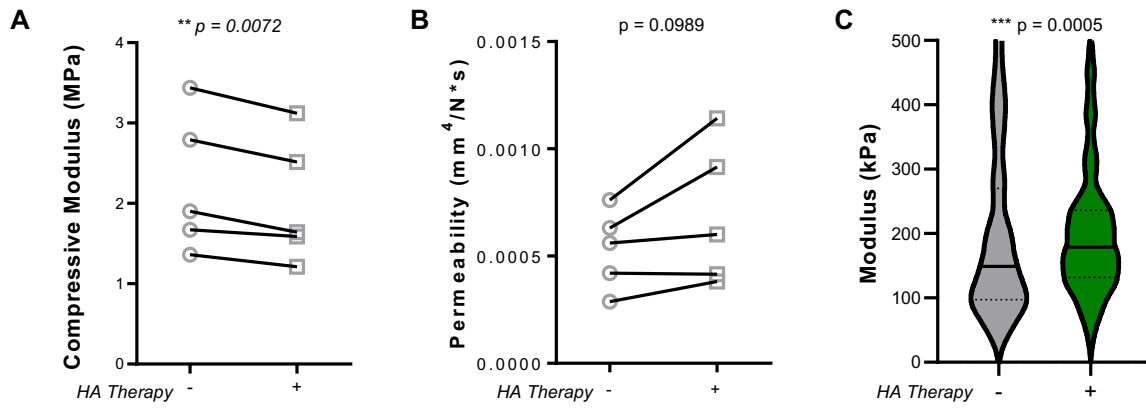 A
** p = 0.0072
Compressive Modulus (MPa)
4
3
2
1
0
HA Therapy - +
B
p = 0.0989
Permeability (mm⁴/N*s)
0.0015
0.0010
0.0005
0.0000
HA Therapy - +
C
*** p = 0.0005
Modulus (kPa)
500
400
300
200
100
0
HA Therapy - +